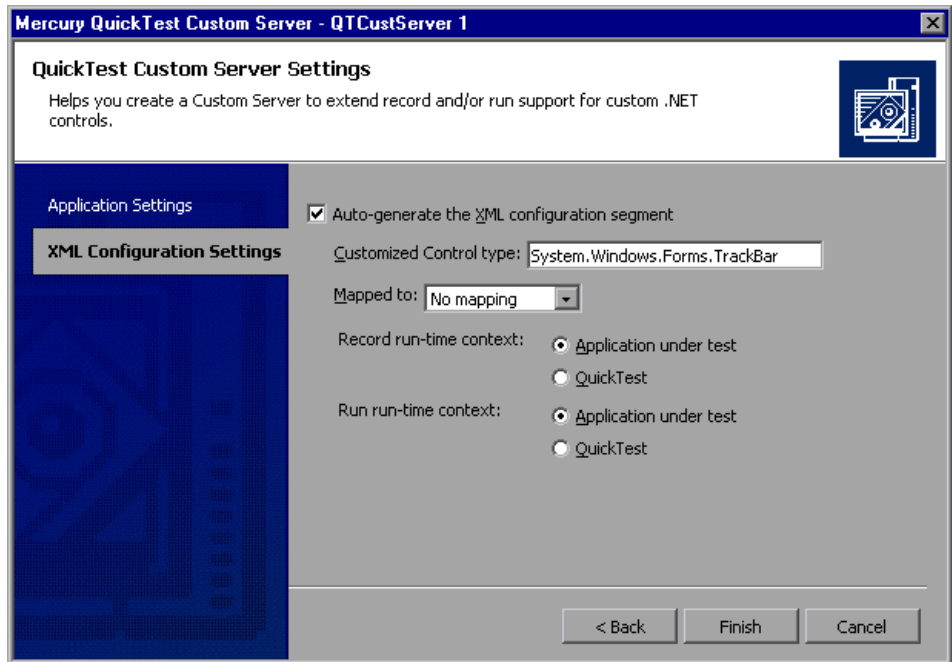 Mercury QuickTest Custom Server - QTCustServer 1
QuickTest Custom Server Settings
Helps you create a Custom Server to extend record and/or run support for custom .NET
controls.
Application Settings
XML Configuration Settings
Auto-generate the XML configuration segment
Customized Control type: System.Windows.Forms.TrackBar
Mapped to: No mapping
Record run-time context:
Application under test
QuickTest
Run run-time context:
Application under test
QuickTest
< Back
Finish
Cancel